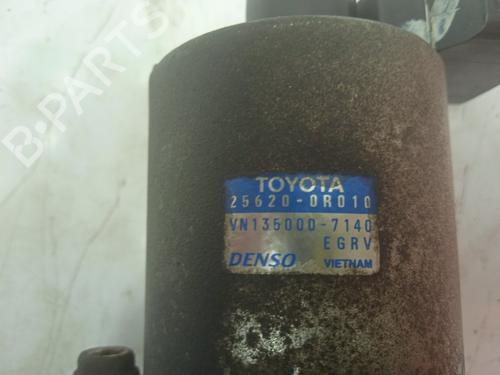 B-PARTS
TOYOTA
25620-0R010
VN135000-7140
EGRV
DENSO VIETNAM